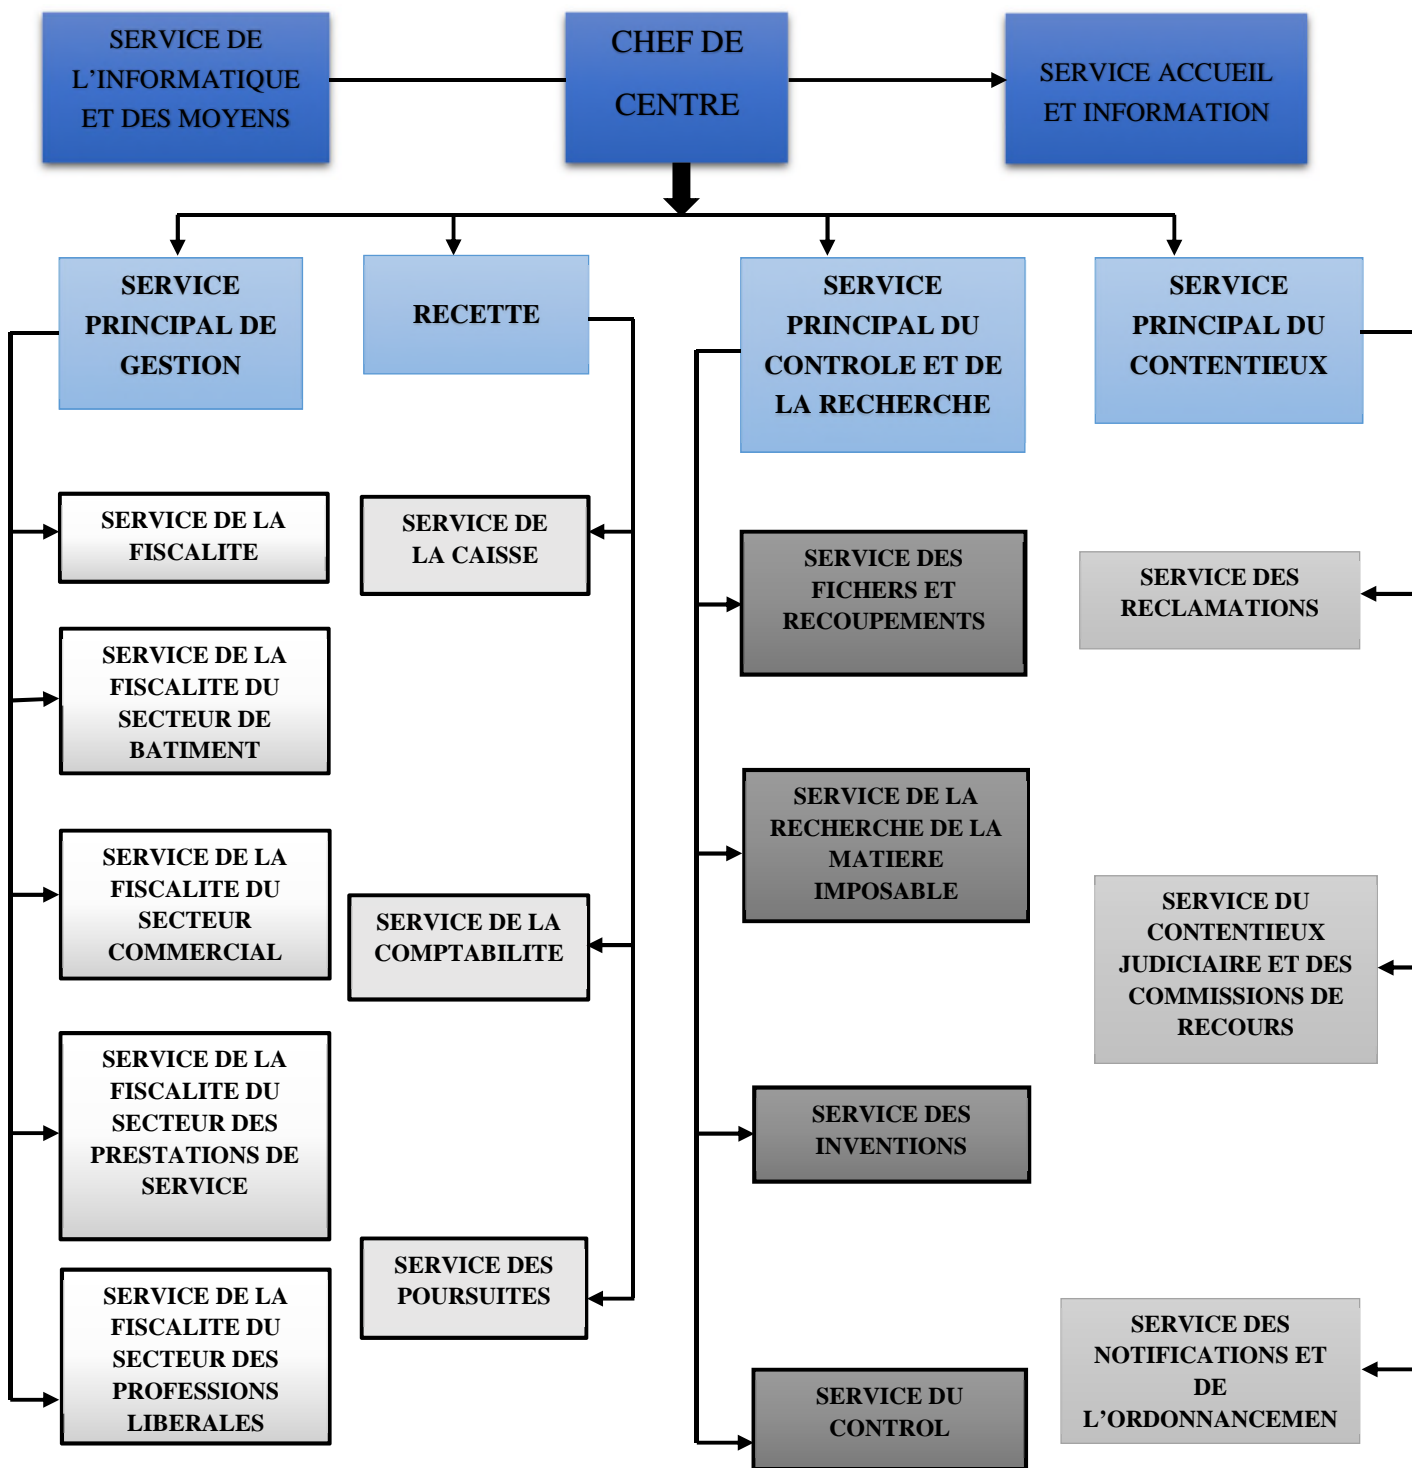 SERVICE DE
L’INFORMATIQUE
ET DES MOYENS
CHEF DE
CENTRE
SERVICE ACCUEIL
ET INFORMATION
SERVICE
PRINCIPAL DE
GESTION
RECETTE
SERVICE
PRINCIPAL DU
CONTROLE ET DE
LA RECHERCHE
SERVICE
PRINCIPAL DU
CONTENTIEUX
SERVICE DE LA
FISCALITE
SERVICE DE LA
FISCALITE DU
SECTEUR DE
BATIMENT
SERVICE DE LA
FISCALITE DU
SECTEUR
COMMERCIAL
SERVICE DE LA
FISCALITE DU
SECTEUR DES
PRESTATIONS DE
SERVICE
SERVICE DE LA
FISCALITE DU
SECTEUR DES
PROFESSIONS
LIBERALES
SERVICE DE
LA CAISSE
SERVICE DE LA
COMPTABILITE
SERVICE DES
POURSUITES
SERVICE DES
FICHERS ET
RECOUPEMENTS
SERVICE DE LA
RECHERCHE DE LA
MATIERE
IMPOSABLE
SERVICE DES
INVENTIONS
SERVICE DU
CONTROL
SERVICE DES
RECLAMATIONS
SERVICE DU
CONTENTIEUX
JUDICIAIRE ET DES
COMMISSIONS DE
RECOURS
SERVICE DES
NOTIFICATIONS ET
DE
L’ORDONNANCEMEN